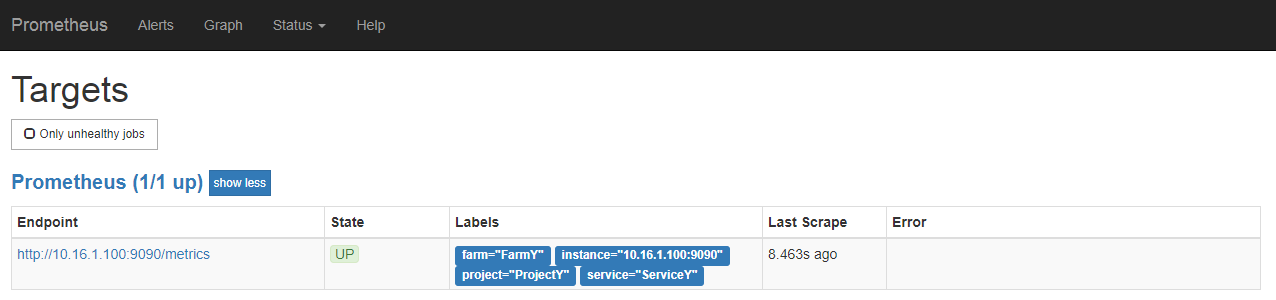 Prometheus Alerts Graph Status Help
Targets
Only unhealthy jobs
Prometheus (1/1 up) show less
Endpoint State Labels Last Scrape Error
http://10.16.1.100:9090/metrics UP farm="FarmY" instance="10.16.1.100:9090" 8.463s ago
project="ProjectY" service="ServiceY"